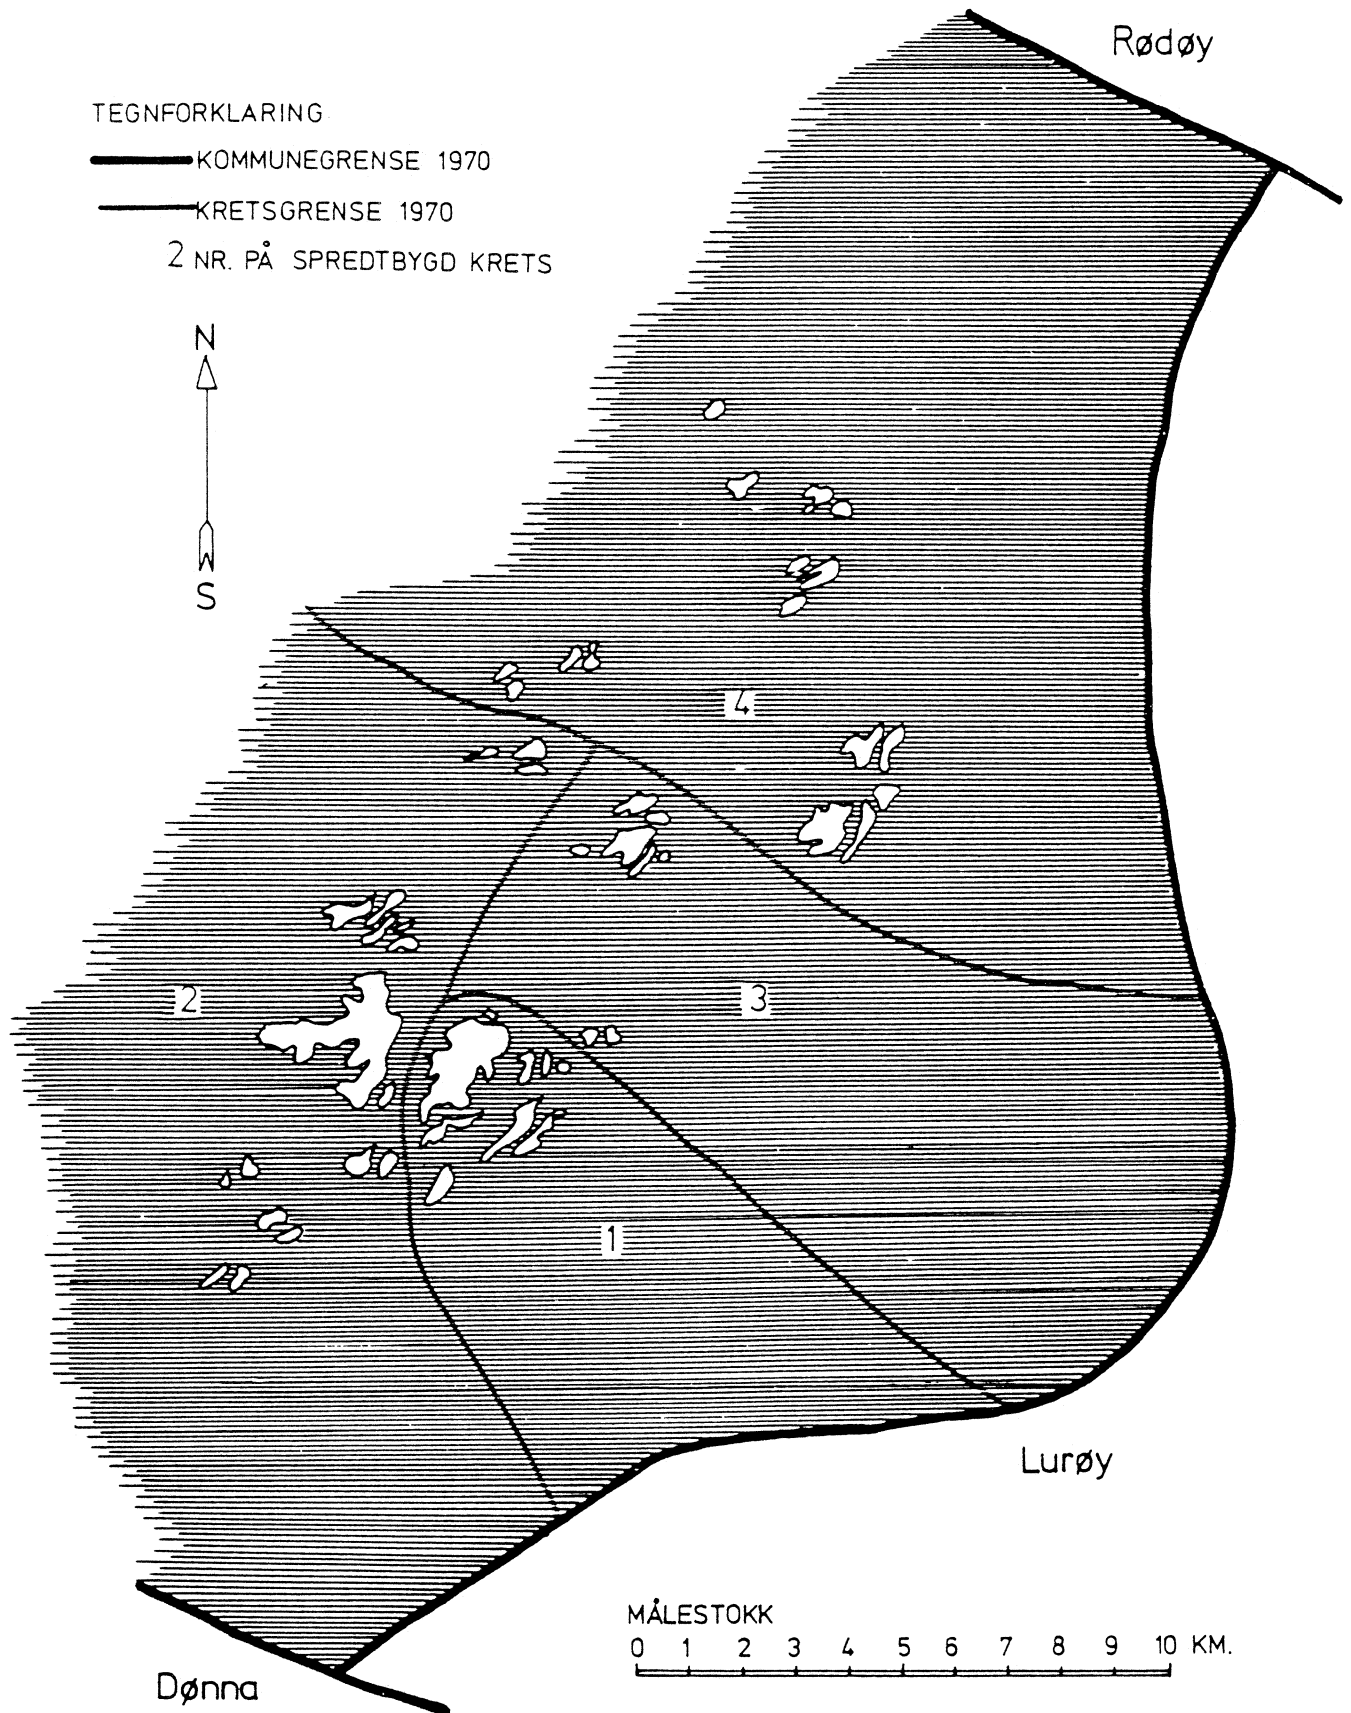 Rødøy
TEGNFORKLARING
KOMMUNEGRENSE 1970
KRETSGRENSE 1970
2 NR. PÅ SPREDTBYGD KRETS
N
S
4
2
3
1
Lurøy
MÅLESTOKK
0 1 2 3 4 5 6 7 8 9 10 KM.
Dønna